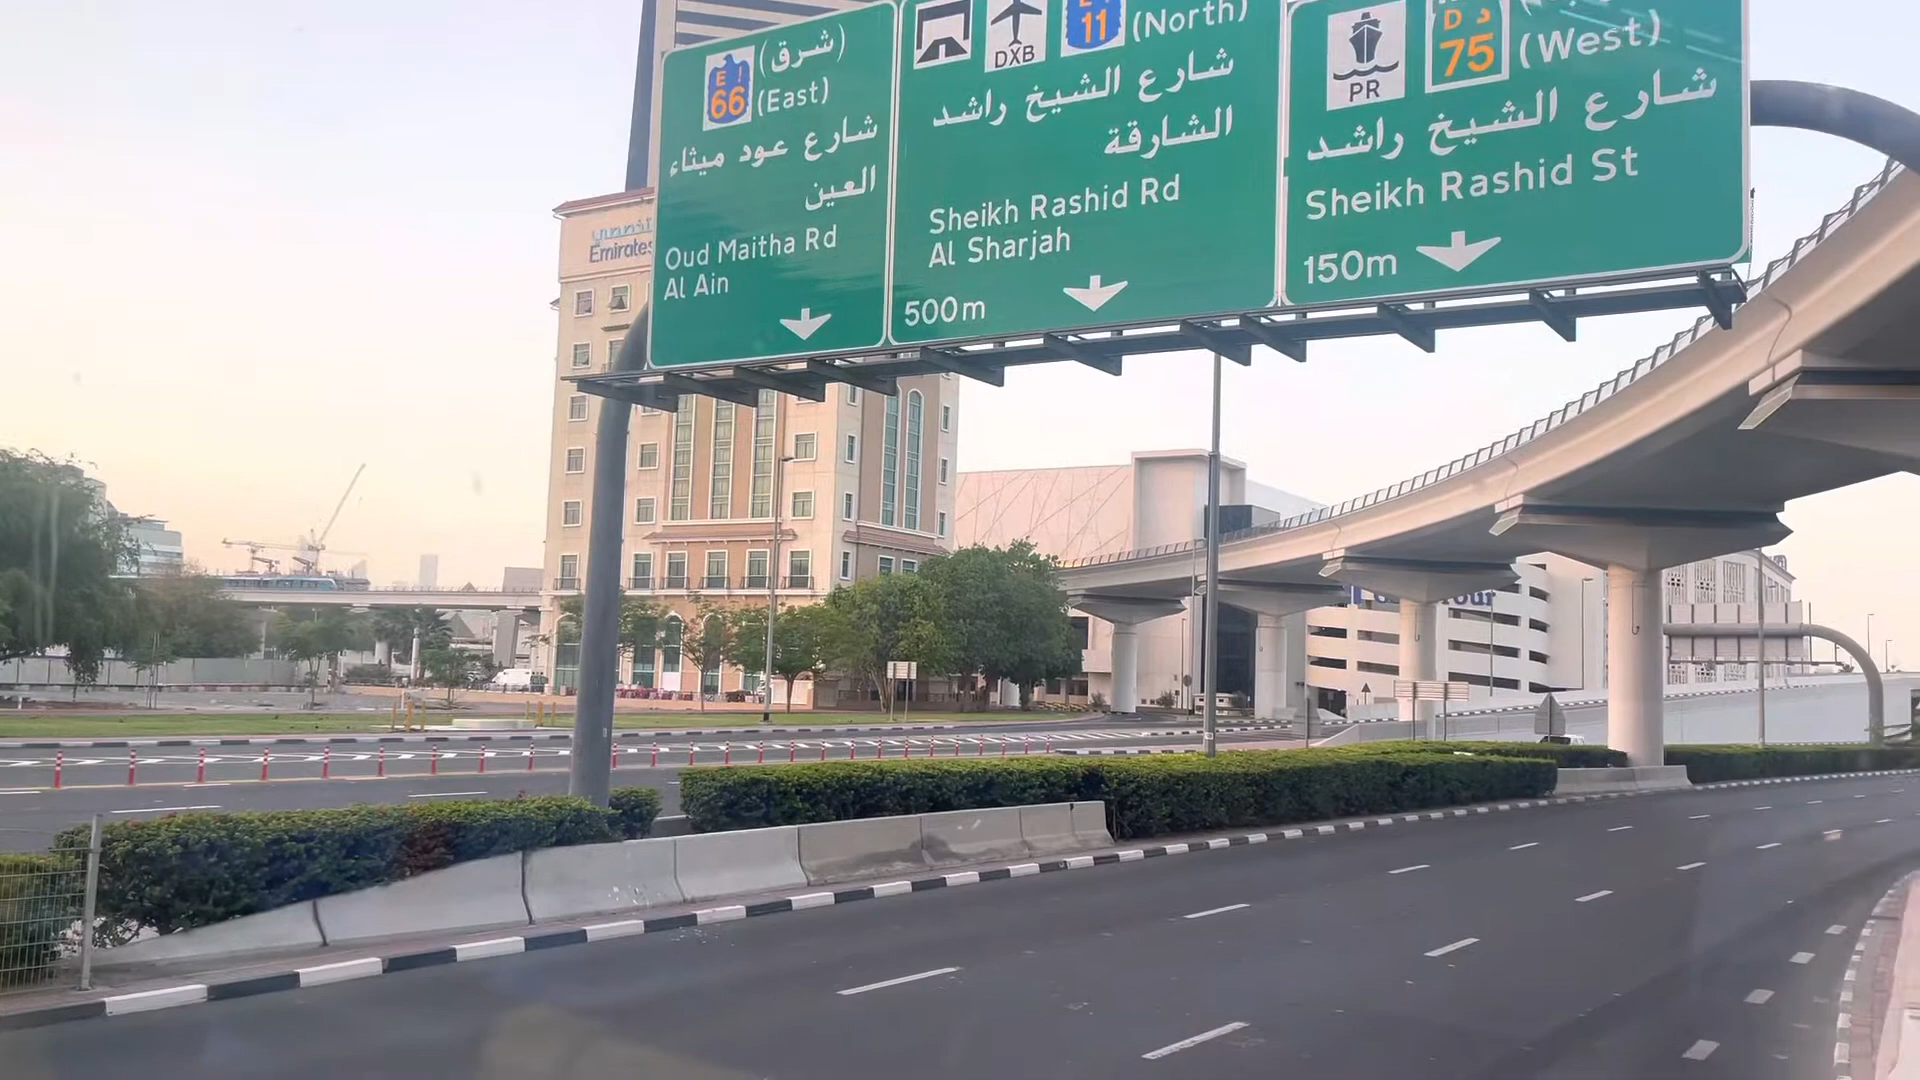 (شرق)
E 66
(East)
شارع عود ميثاء
العين
Oud Maitha Rd
Al Ain
DXB
11
(North)
شارع الشيخ راشد
الشارقة
Sheikh Rashid Rd
Al Sharjah
500m
PR
D د
75
(West)
شارع الشيخ راشد
Sheikh Rashid St
150m
Emirates